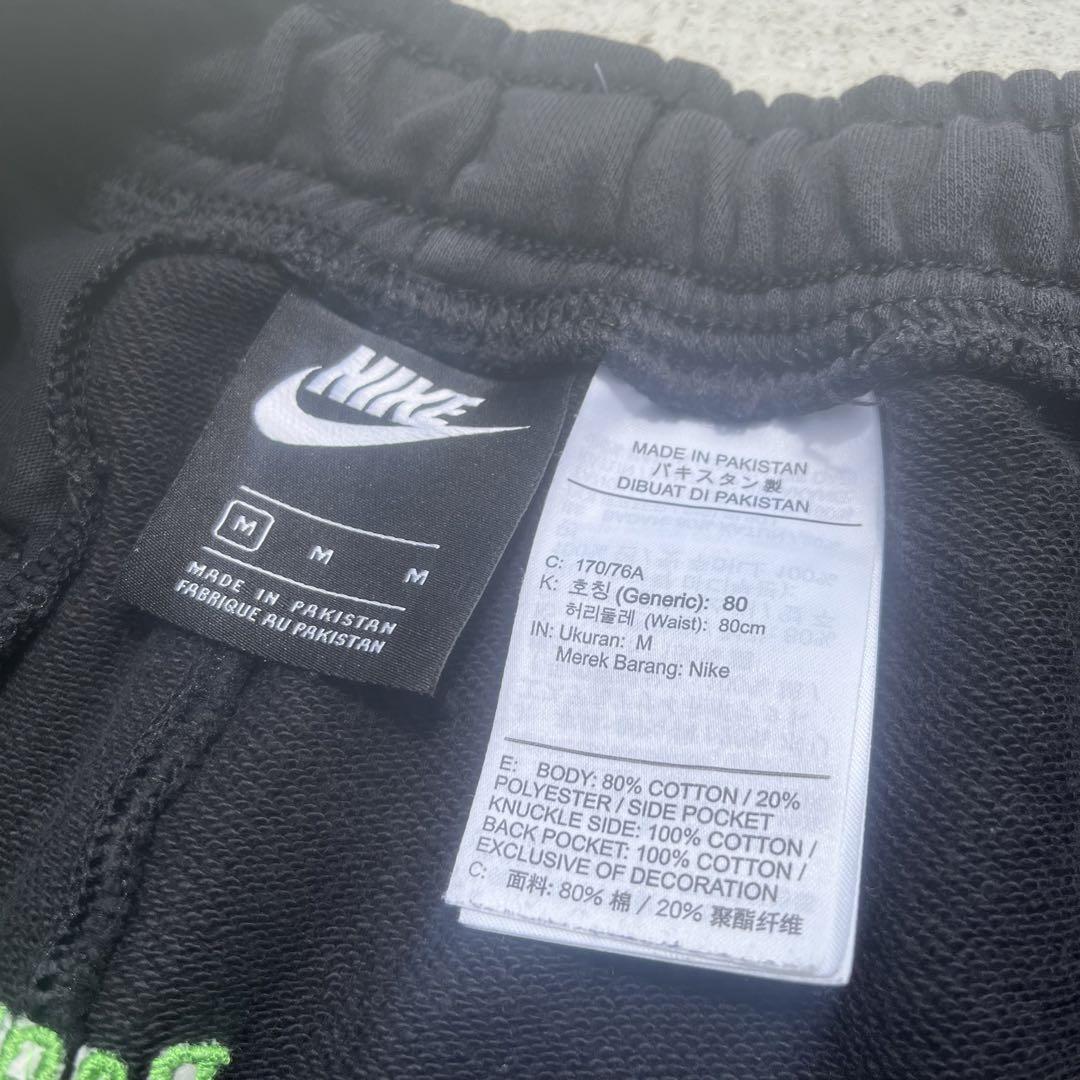 NIKE
M M M
MADE IN PAKISTAN
FABRIQUE AU PAKISTAN
MADE IN PAKISTAN
パキスタン製
DIBUAT DI PAKISTAN
C: 170/76A
K: 호칭 (Generic): 80
허리둘레 (Waist): 80cm
IN: Ukuran: M
Merek Barang: Nike
E: BODY: 80% COTTON / 20%
POLYESTER / SIDE POCKET
KNUCKLE SIDE: 100% COTTON /
BACK POCKET: 100% COTTON /
EXCLUSIVE OF DECORATION
C: 面料: 80% 棉 / 20% 聚酯纤维